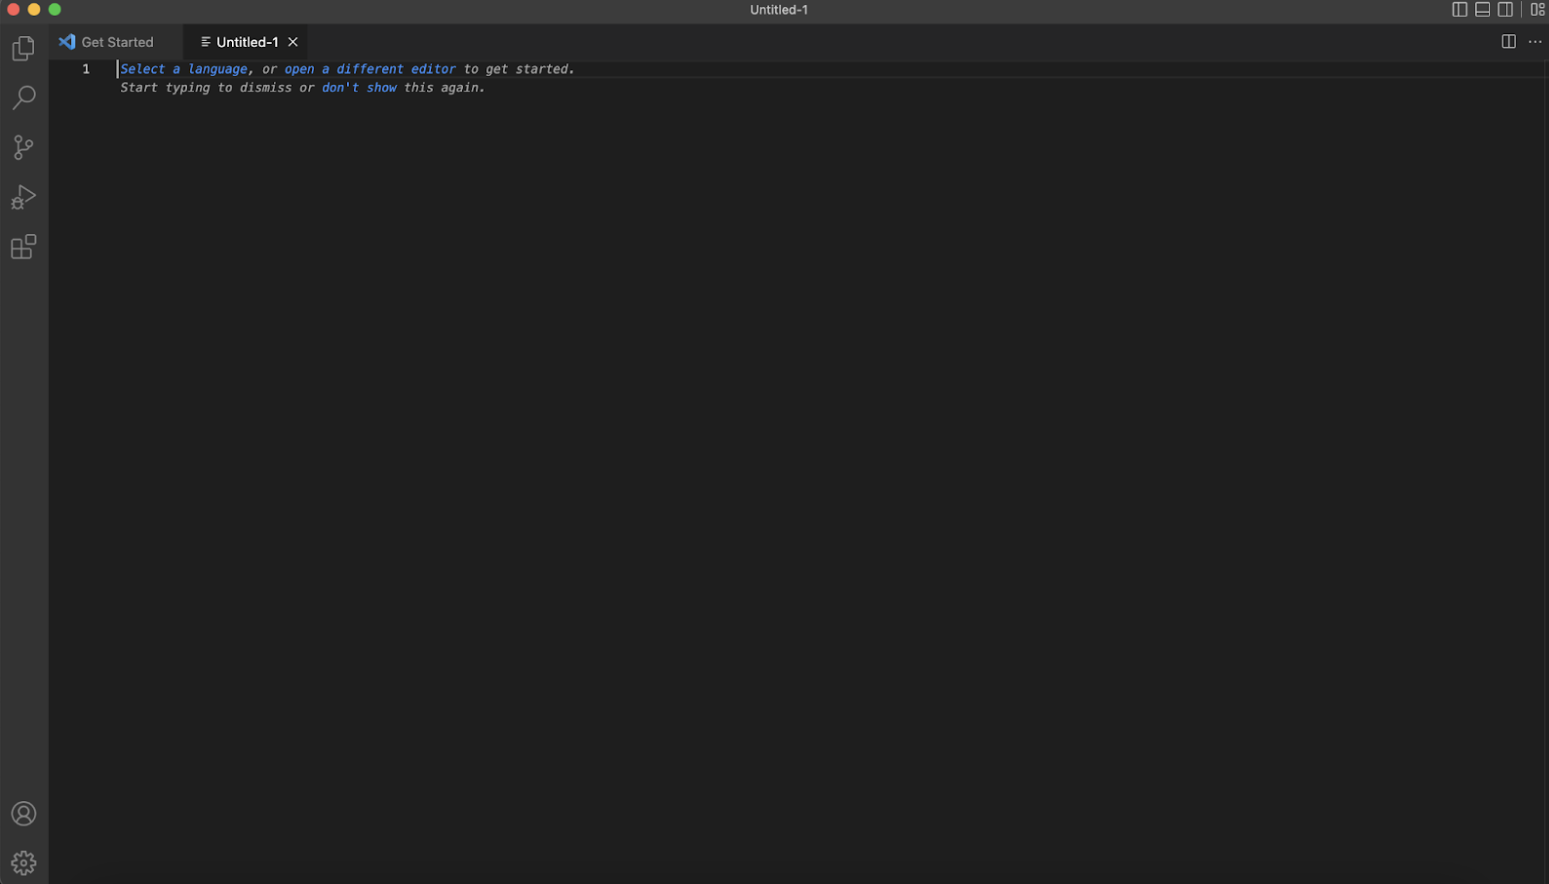 Untitled-1
Get Started
Untitled-1
1 Select a language, or open a different editor to get started.
Start typing to dismiss or don't show this again.